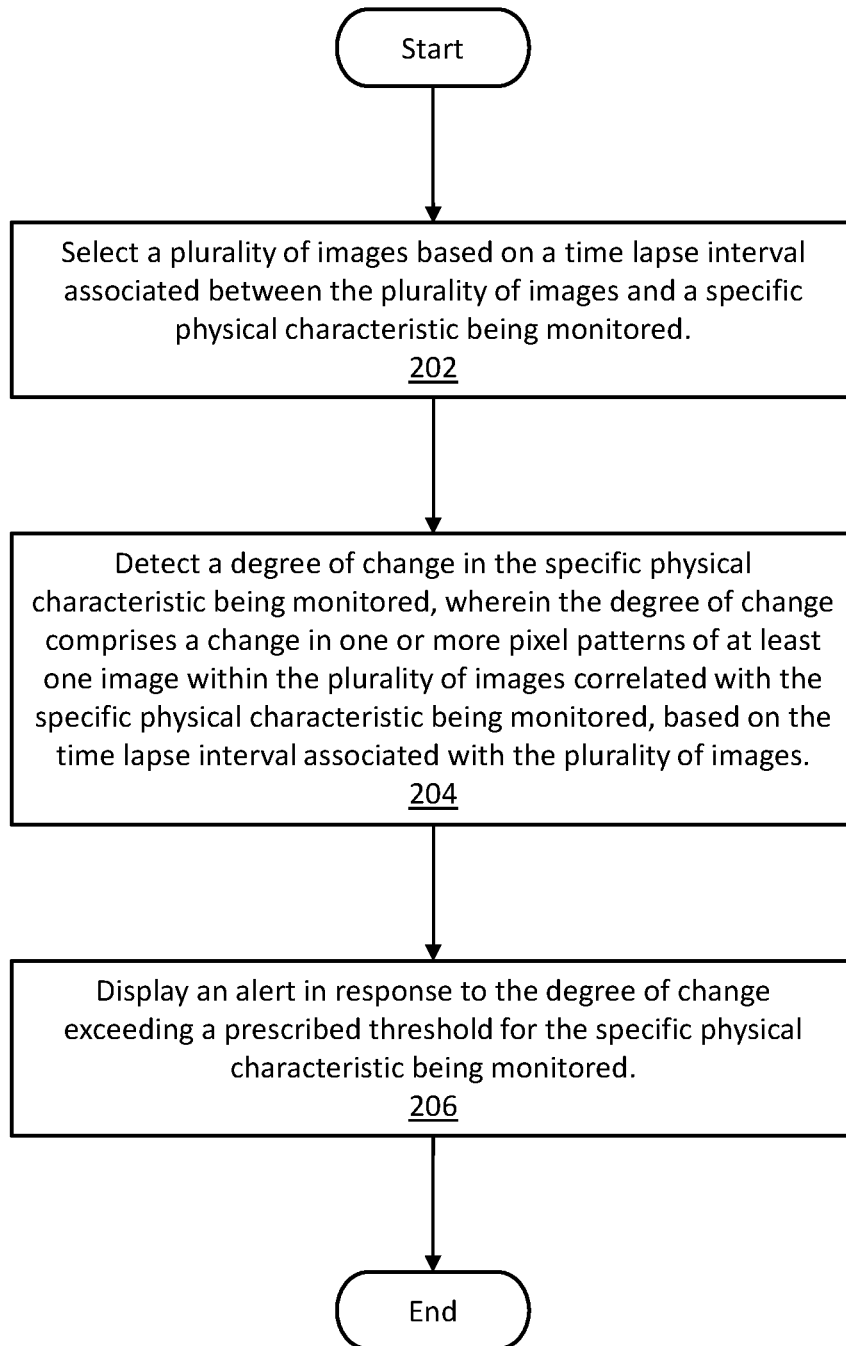 Start
Select a plurality of images based on a time lapse interval
associated between the plurality of images and a specific
physical characteristic being monitored.
202
Detect a degree of change in the specific physical
characteristic being monitored, wherein the degree of change
comprises a change in one or more pixel patterns of at least
one image within the plurality of images correlated with the
specific physical characteristic being monitored, based on the
time lapse interval associated with the plurality of images.
204
Display an alert in response to the degree of change
exceeding a prescribed threshold for the specific physical
characteristic being monitored.
206
End